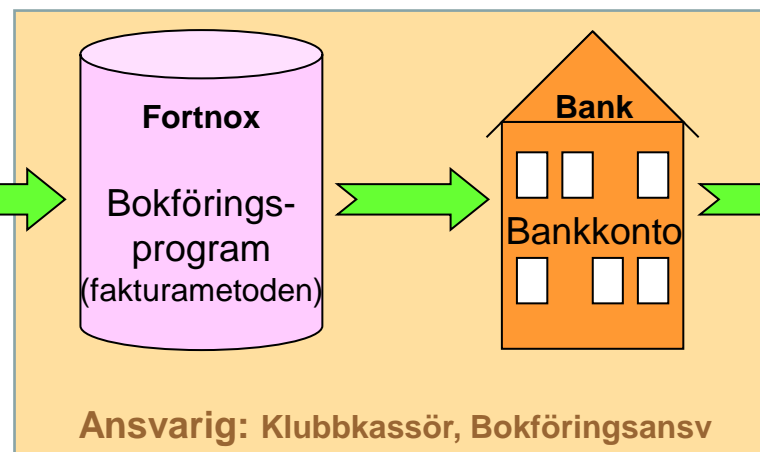 Fortnox
Bokförings-
program
(fakturametoden)
Bank
Bankkonto
Ansvarig: Klubbkassör, Bokföringsansv